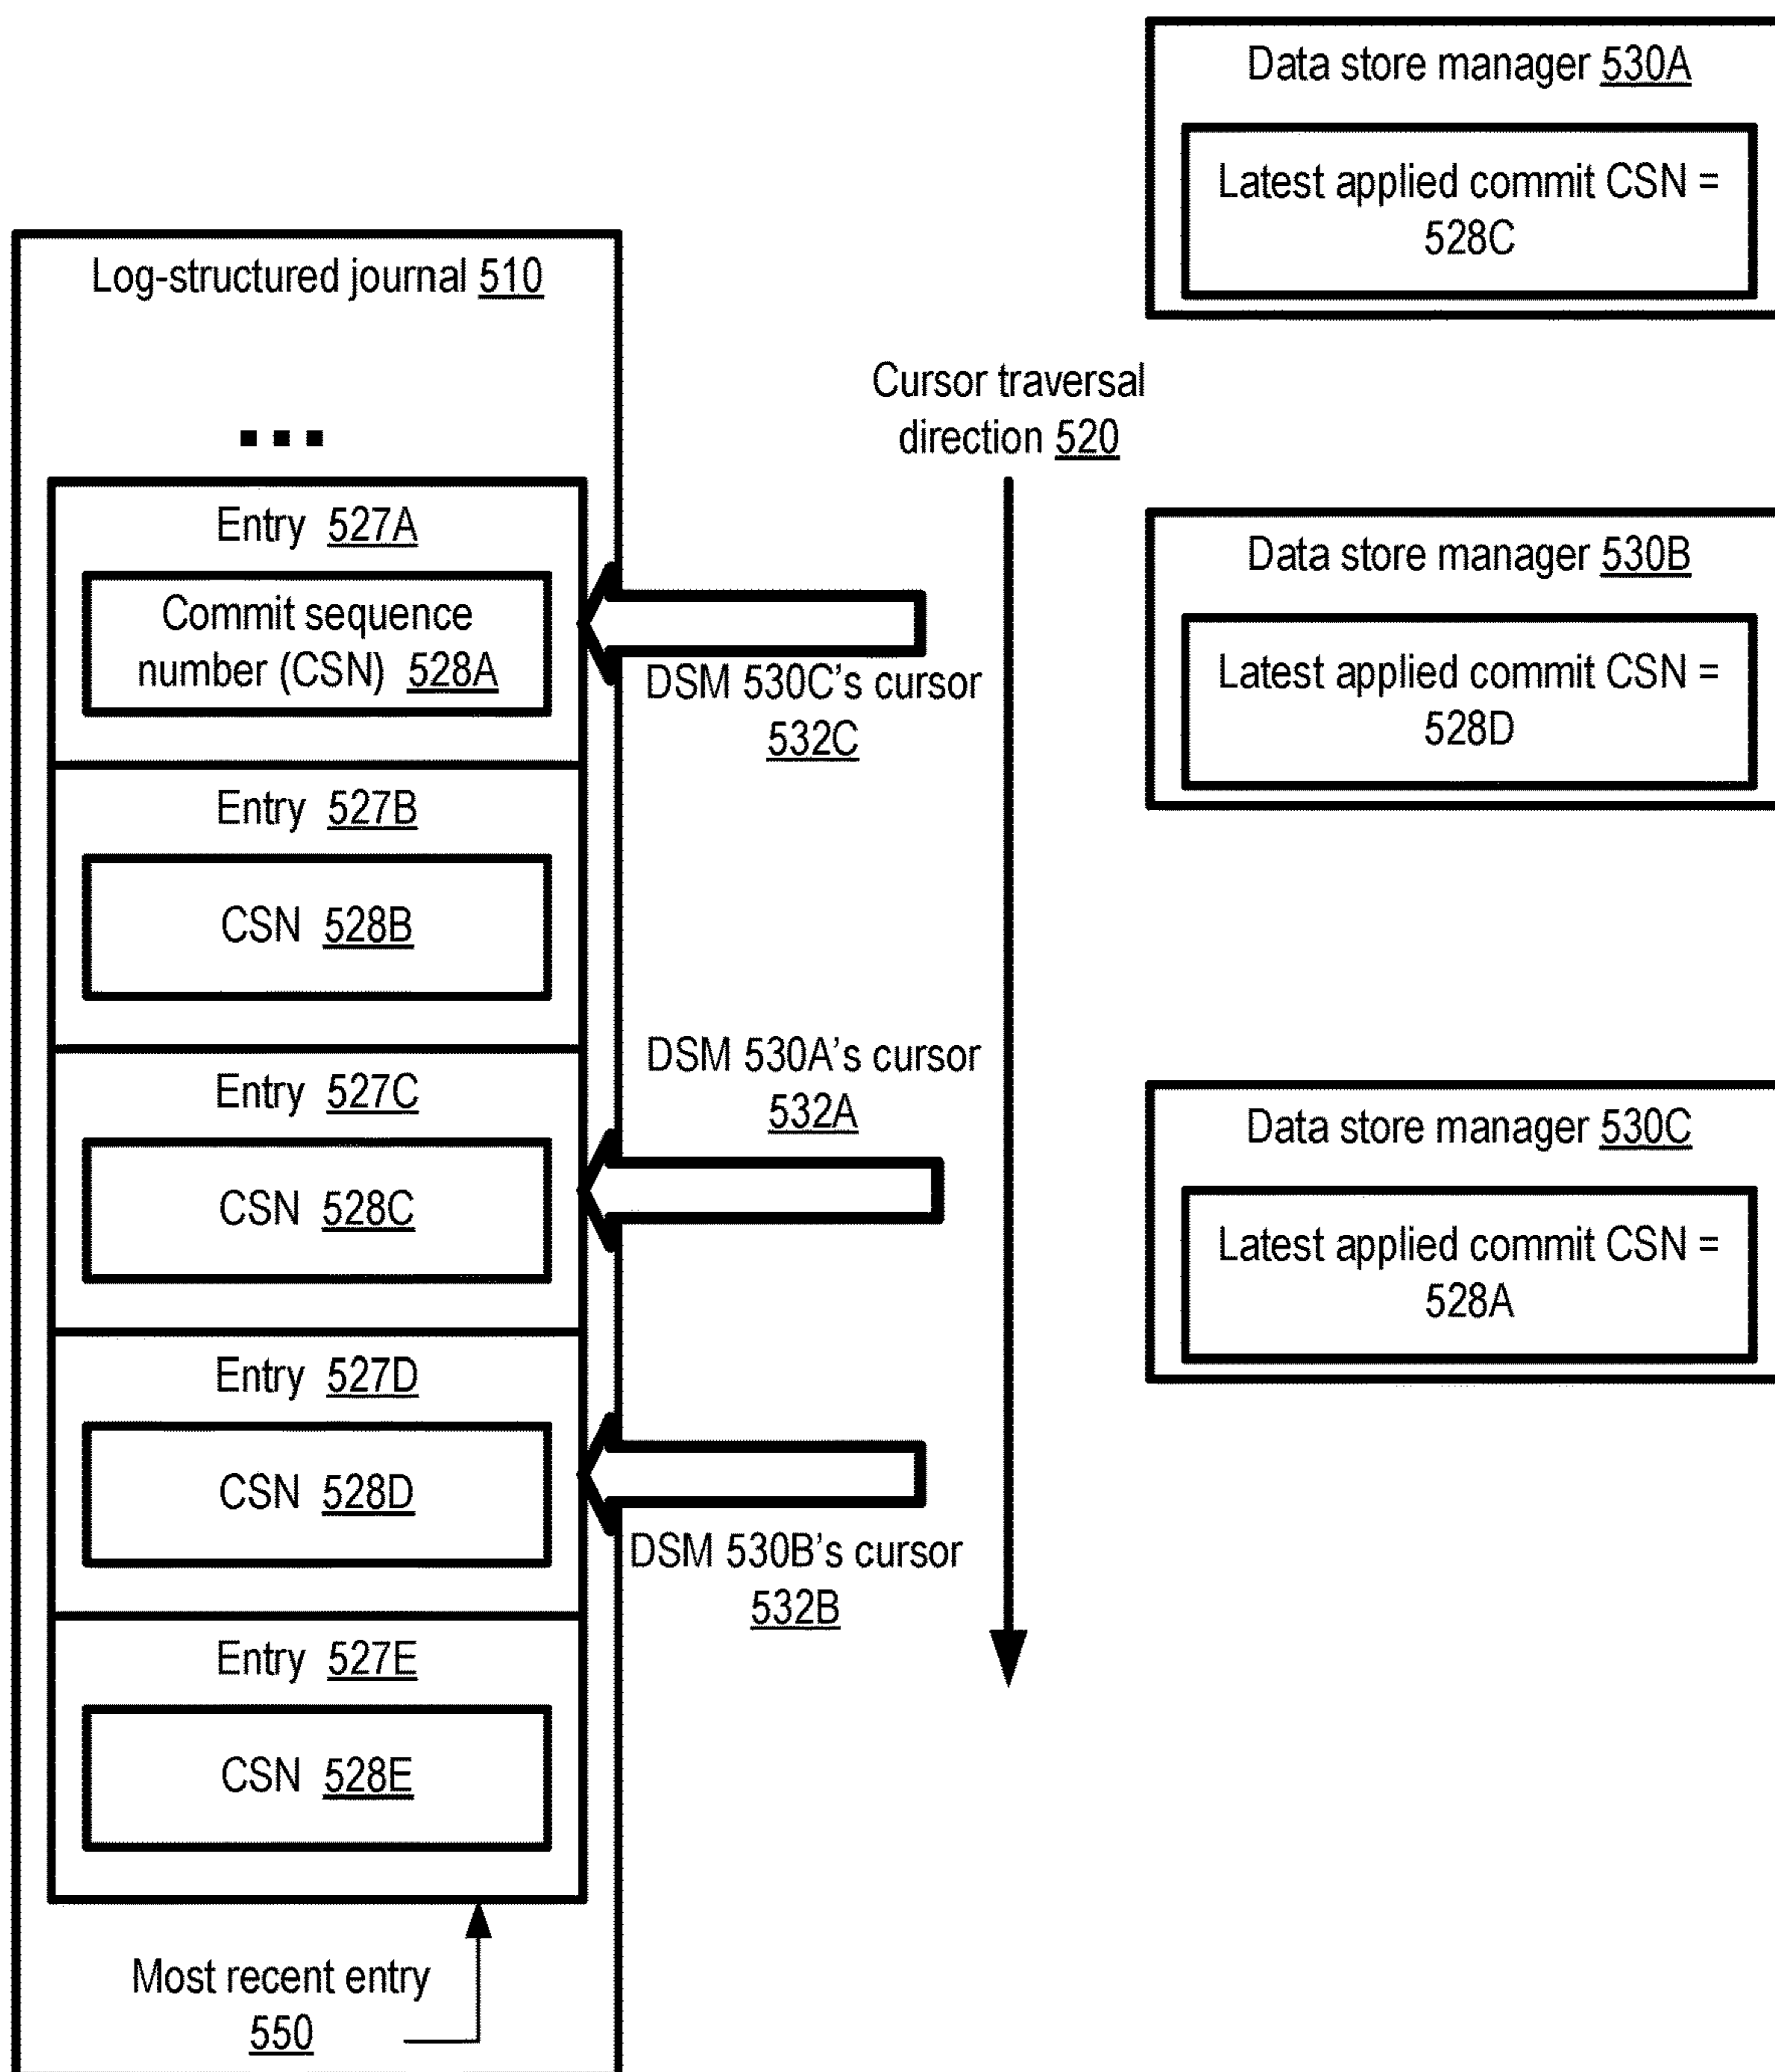 Log-structured journal 510
...
Entry 527A
Commit sequence
number (CSN) 528A
Entry 527B
CSN 528B
Entry 527C
CSN 528C
Entry 527D
CSN 528D
Entry 527E
CSN 528E
Most recent entry
550
DSM 530C's cursor
532C
DSM 530A's cursor
532A
DSM 530B's cursor
532B
Cursor traversal
direction 520
Data store manager 530A
Latest applied commit CSN =
528C
Data store manager 530B
Latest applied commit CSN =
528D
Data store manager 530C
Latest applied commit CSN =
528A